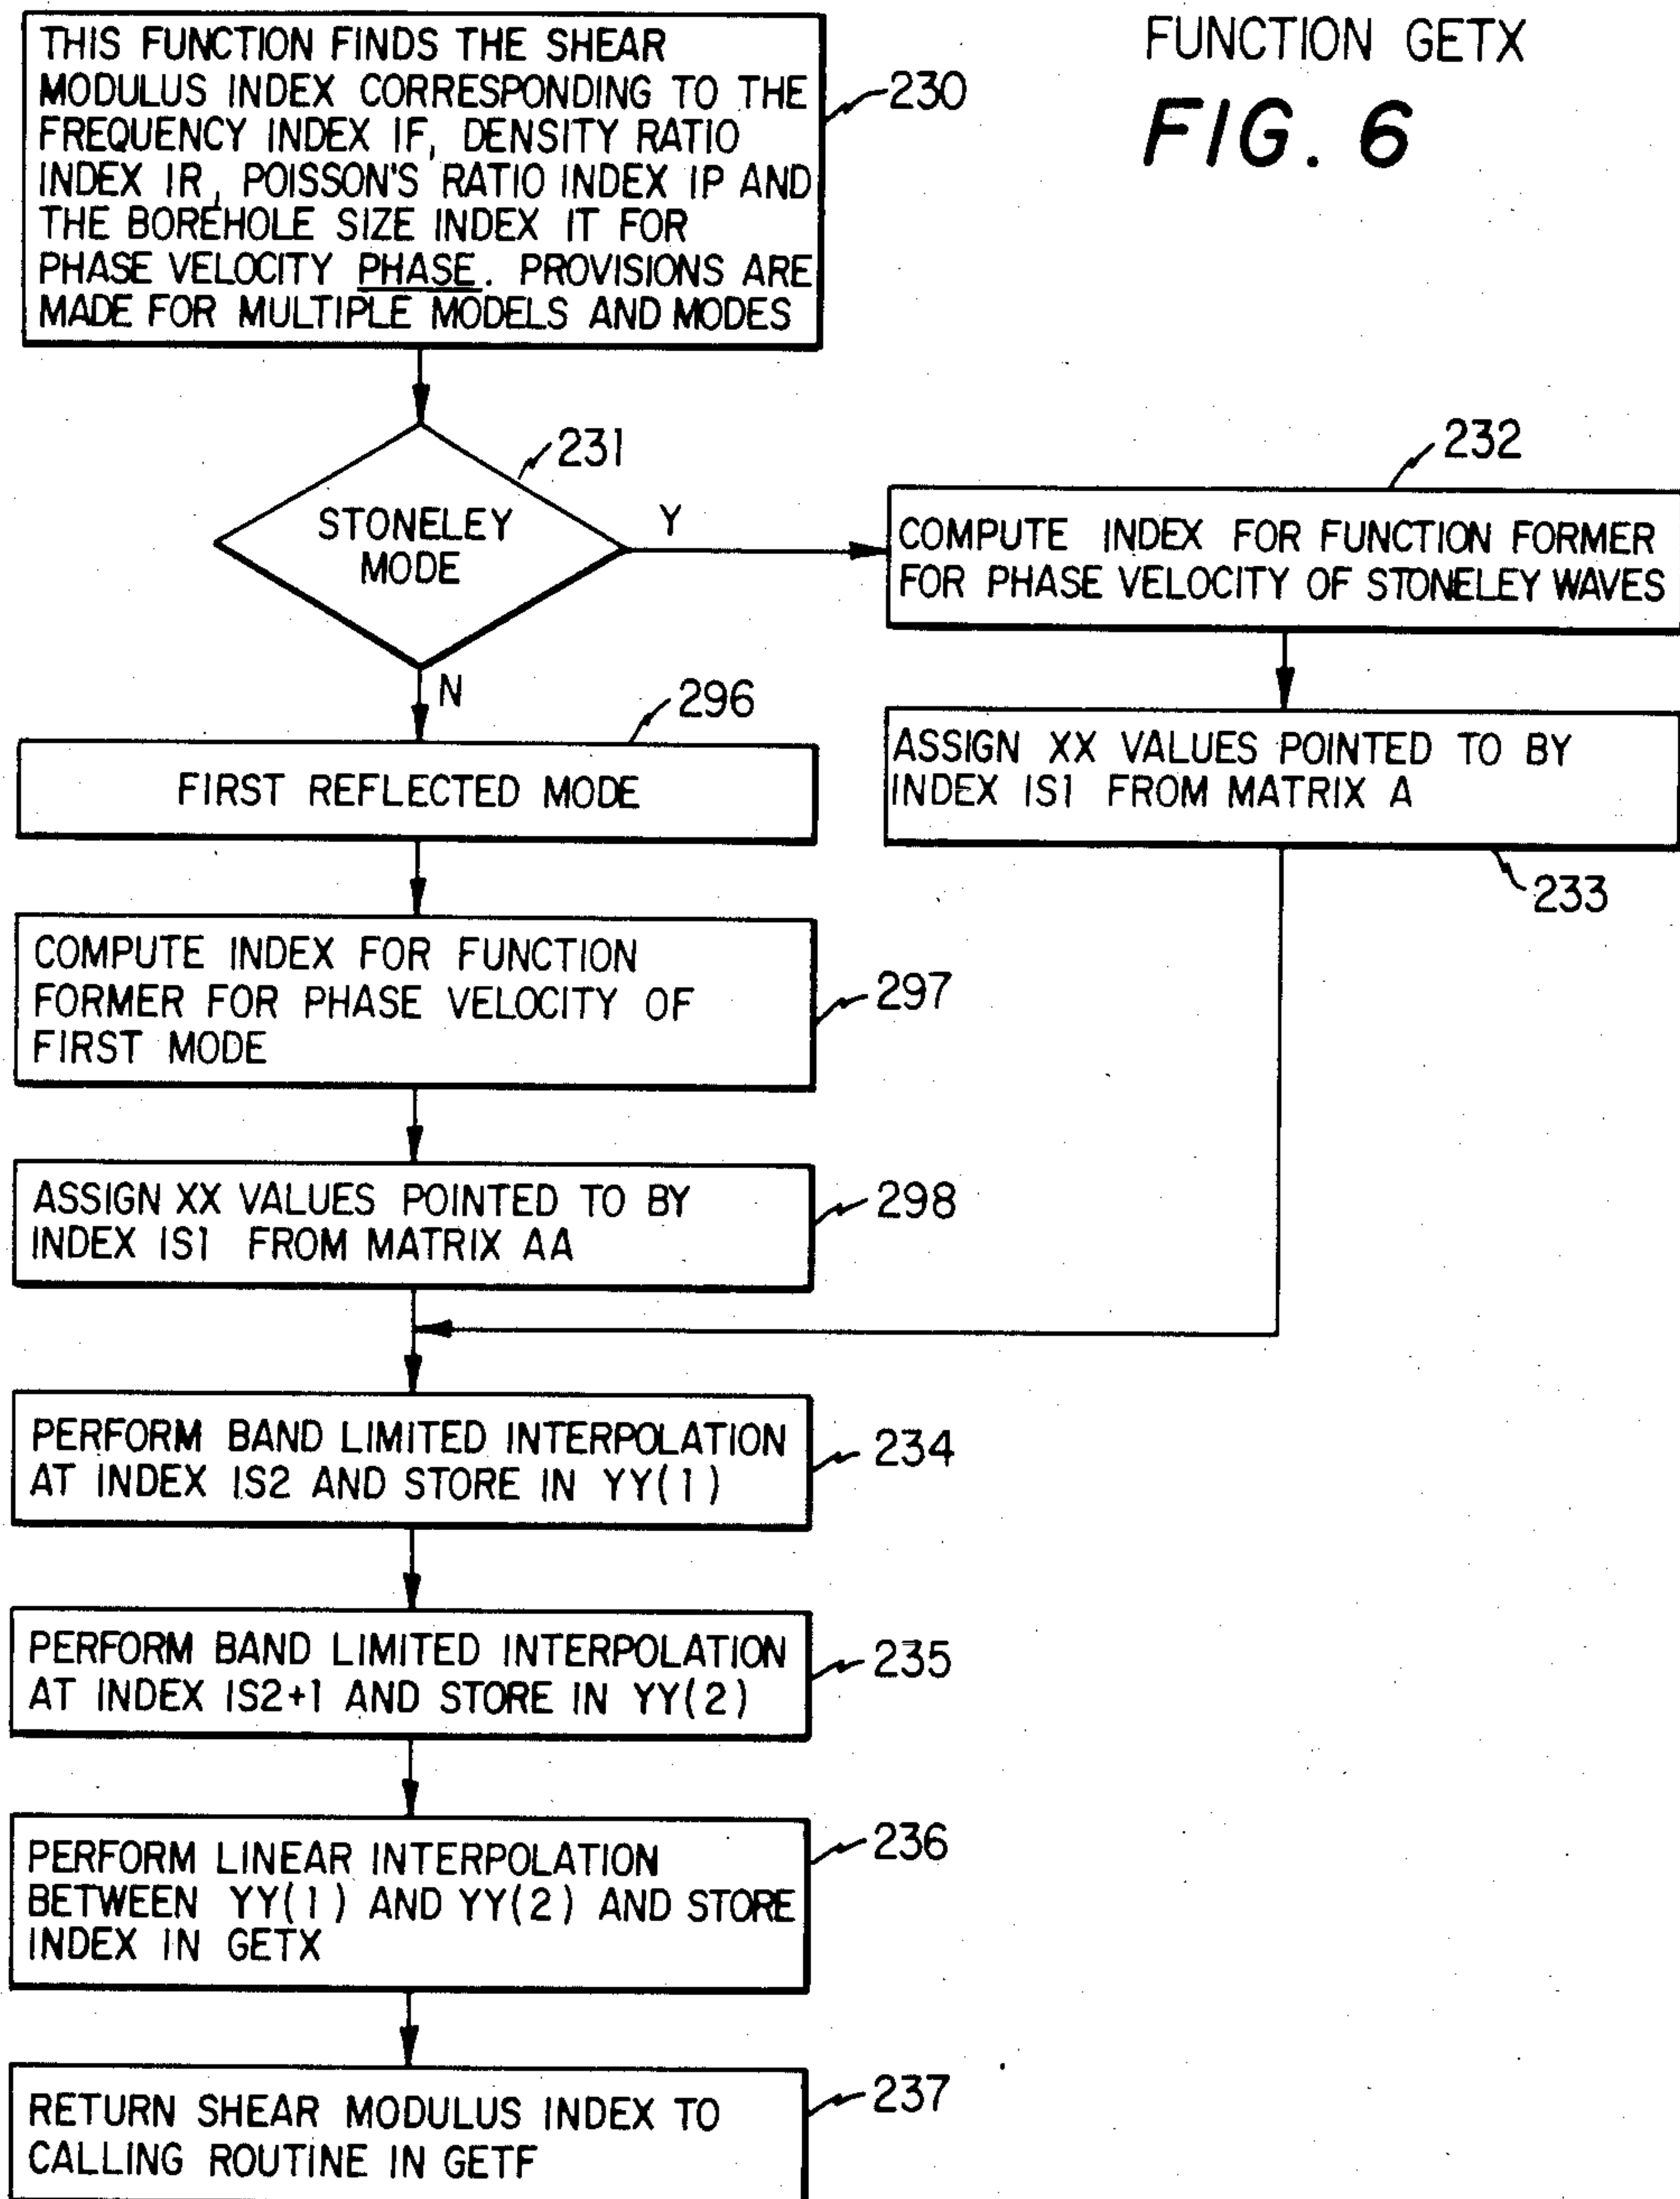 FUNCTION GETX
FIG. 6
THIS FUNCTION FINDS THE SHEAR
MODULUS INDEX CORRESPONDING TO THE
FREQUENCY INDEX IF, DENSITY RATIO
INDEX IR, POISSON'S RATIO INDEX IP AND
THE BOREHOLE SIZE INDEX IT FOR
PHASE VELOCITY PHASE. PROVISIONS ARE
MADE FOR MULTIPLE MODELS AND MODES
230
231
STONELEY
MODE
Y
N
232
COMPUTE INDEX FOR FUNCTION FORMER
FOR PHASE VELOCITY OF STONELEY WAVES
ASSIGN XX VALUES POINTED TO BY
INDEX IS1 FROM MATRIX A
233
296
FIRST REFLECTED MODE
COMPUTE INDEX FOR FUNCTION
FORMER FOR PHASE VELOCITY OF
FIRST MODE
297
ASSIGN XX VALUES POINTED TO BY
INDEX IS1 FROM MATRIX AA
298
PERFORM BAND LIMITED INTERPOLATION
AT INDEX IS2 AND STORE IN YY(1)
234
PERFORM BAND LIMITED INTERPOLATION
AT INDEX IS2+1 AND STORE IN YY(2)
235
PERFORM LINEAR INTERPOLATION
BETWEEN YY(1) AND YY(2) AND STORE
INDEX IN GETX
236
RETURN SHEAR MODULUS INDEX TO
CALLING ROUTINE IN GETF
237